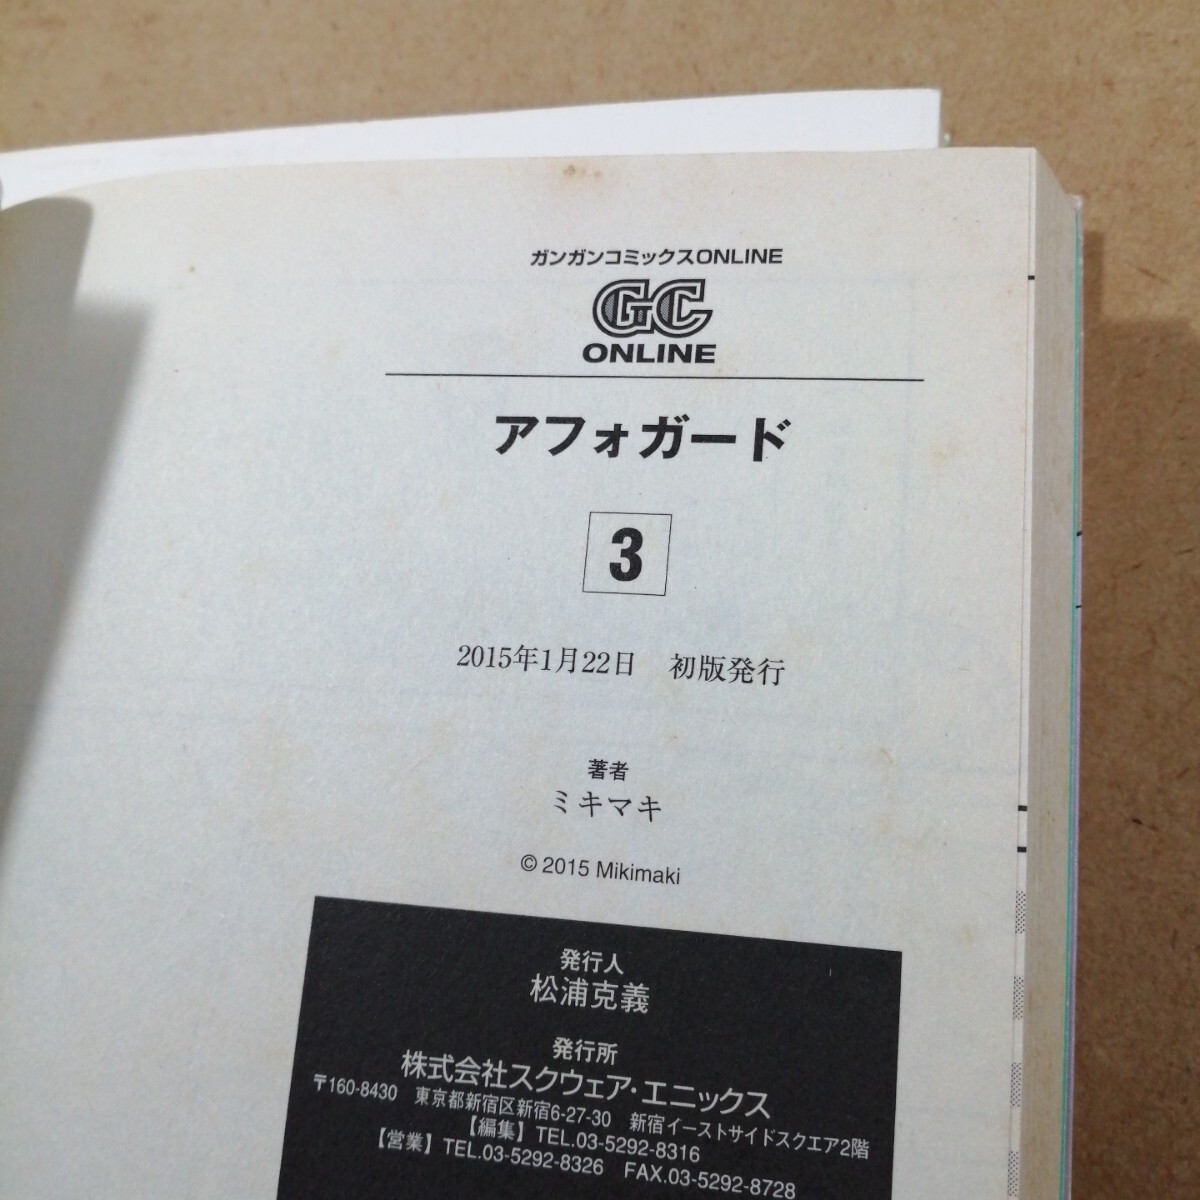 ガンガンコミックスONLINE
GC
ONLINE
アフォガード
3
2015年1月22日　初版発行
著者
ミキマキ
© 2015 Mikimaki
発行人
松浦克義
発行所
株式会社スクウェア・エニックス
〒160-8430　東京都新宿区新宿6-27-30　新宿イーストサイドスクエア2階
【編集】TEL.03-5292-8316
【営業】TEL.03-5292-8326　FAX.03-5292-8728